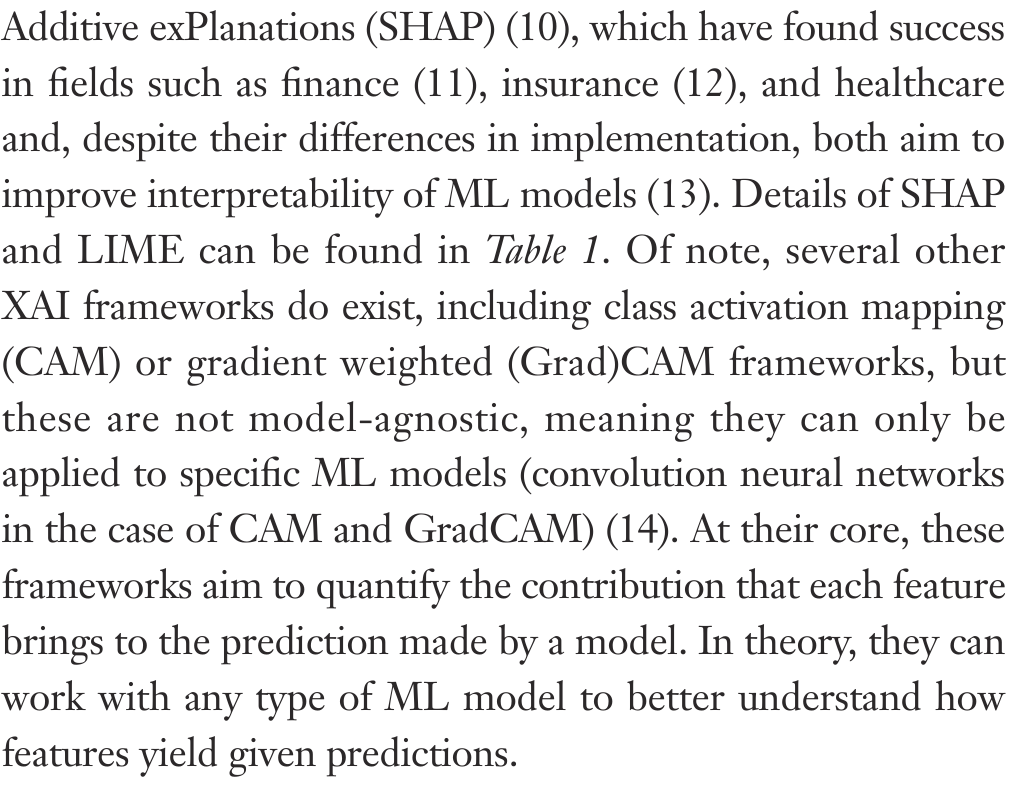 Additive exPlanations (SHAP) (10), which have found success
in fields such as finance (11), insurance (12), and healthcare
and, despite their differences in implementation, both aim to
improve interpretability of ML models (13). Details of SHAP
and LIME can be found in Table 1. Of note, several other
XAI frameworks do exist, including class activation mapping
(CAM) or gradient weighted (Grad)CAM frameworks, but
these are not model-agnostic, meaning they can only be
applied to specific ML models (convolution neural networks
in the case of CAM and GradCAM) (14). At their core, these
frameworks aim to quantify the contribution that each feature
brings to the prediction made by a model. In theory, they can
work with any type of ML model to better understand how
features yield given predictions.